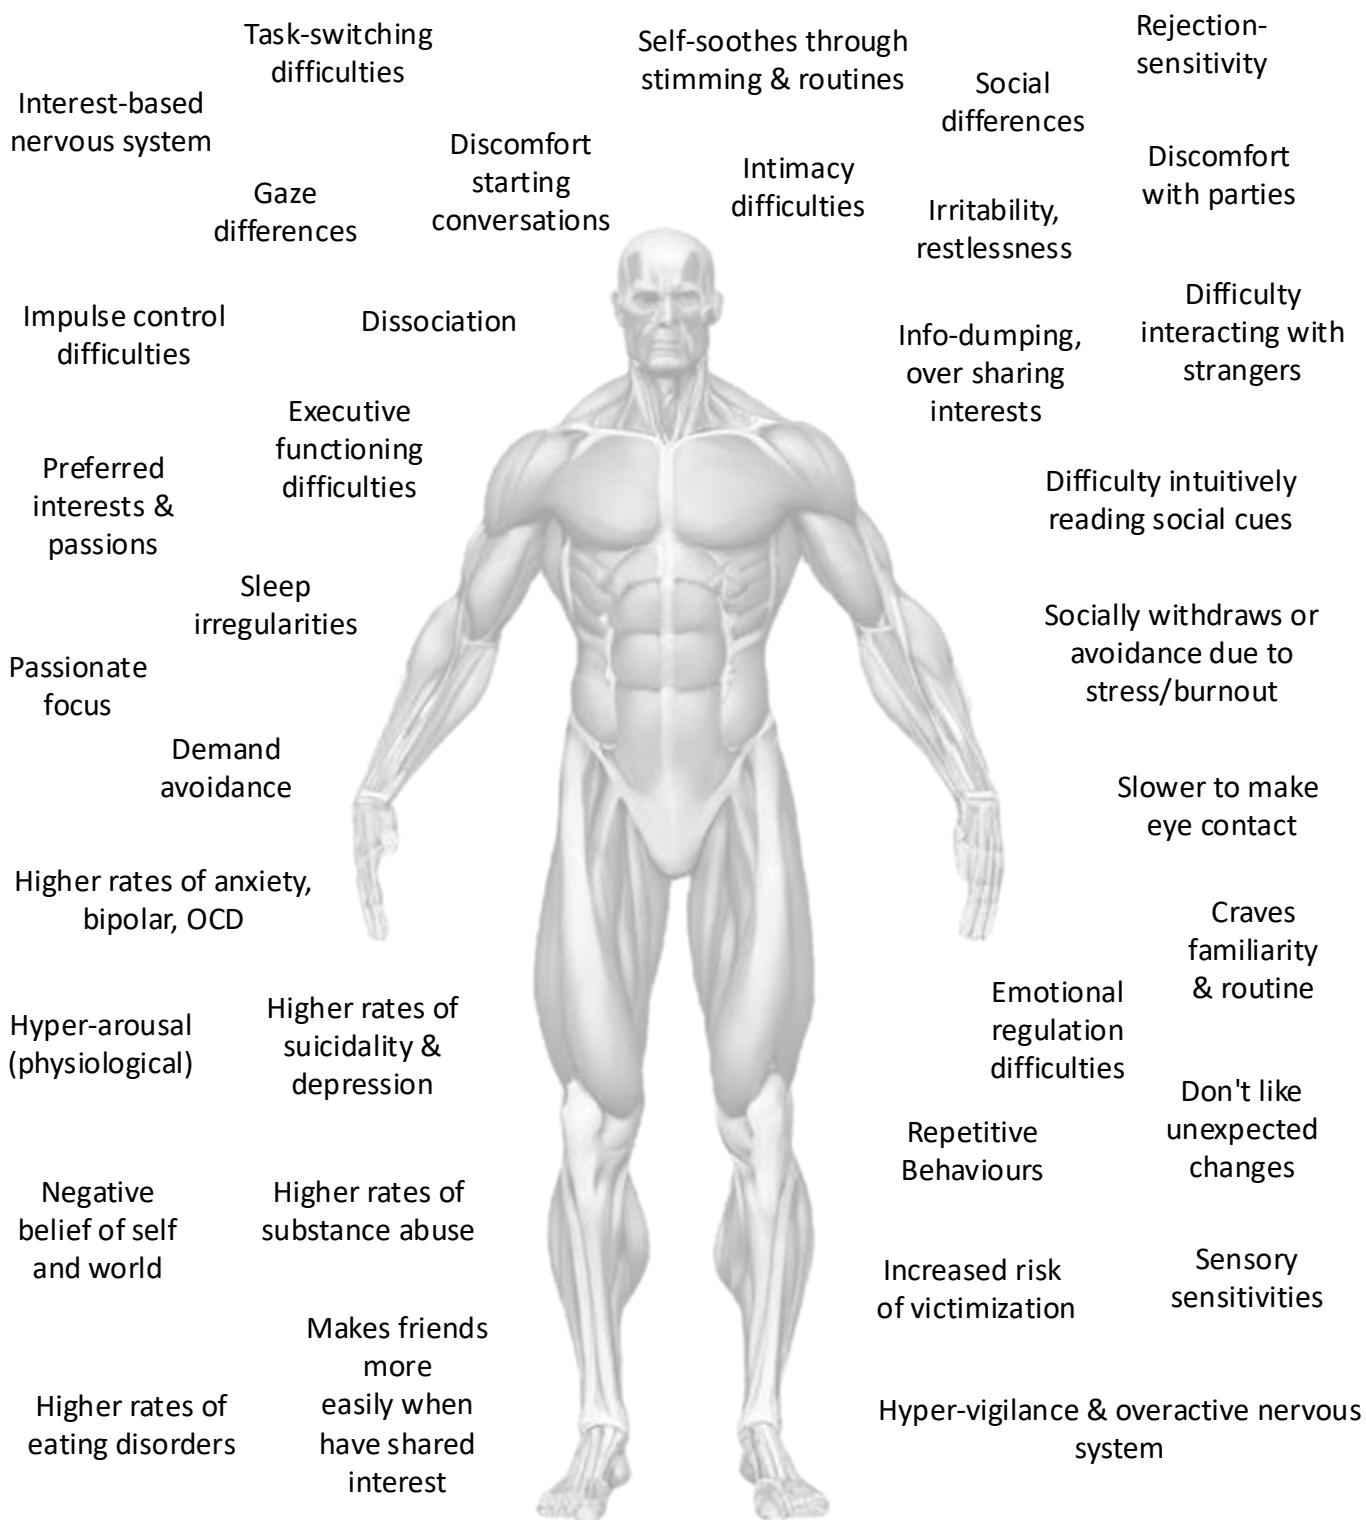 Task-switching
difficulties
Self-soothes through
stimming & routines
Rejection-
sensitivity
Social
differences
Interest-based
nervous system
Discomfort
starting
conversations
Intimacy
difficulties
Discomfort
with parties
Gaze
differences
Irritability,
restlessness
Impulse control
difficulties
Dissociation
Info-dumping,
over sharing
interests
Difficulty
interacting with
strangers
Executive
functioning
difficulties
Preferred
interests &
passions
Difficulty intuitively
reading social cues
Sleep
irregularities
Socially withdraws or
avoidance due to
stress/burnout
Passionate
focus
Demand
avoidance
Slower to make
eye contact
Higher rates of anxiety,
bipolar, OCD
Craves
familiarity
& routine
Hyper-arousal
(physiological)
Higher rates of
suicidality &
depression
Emotional
regulation
difficulties
Don't like
unexpected
changes
Repetitive
Behaviours
Negative
belief of self
and world
Higher rates of
substance abuse
Increased risk
of victimization
Sensory
sensitivities
Makes friends
more
easily when
have shared
interest
Higher rates of
eating disorders
Hyper-vigilance & overactive nervous
system